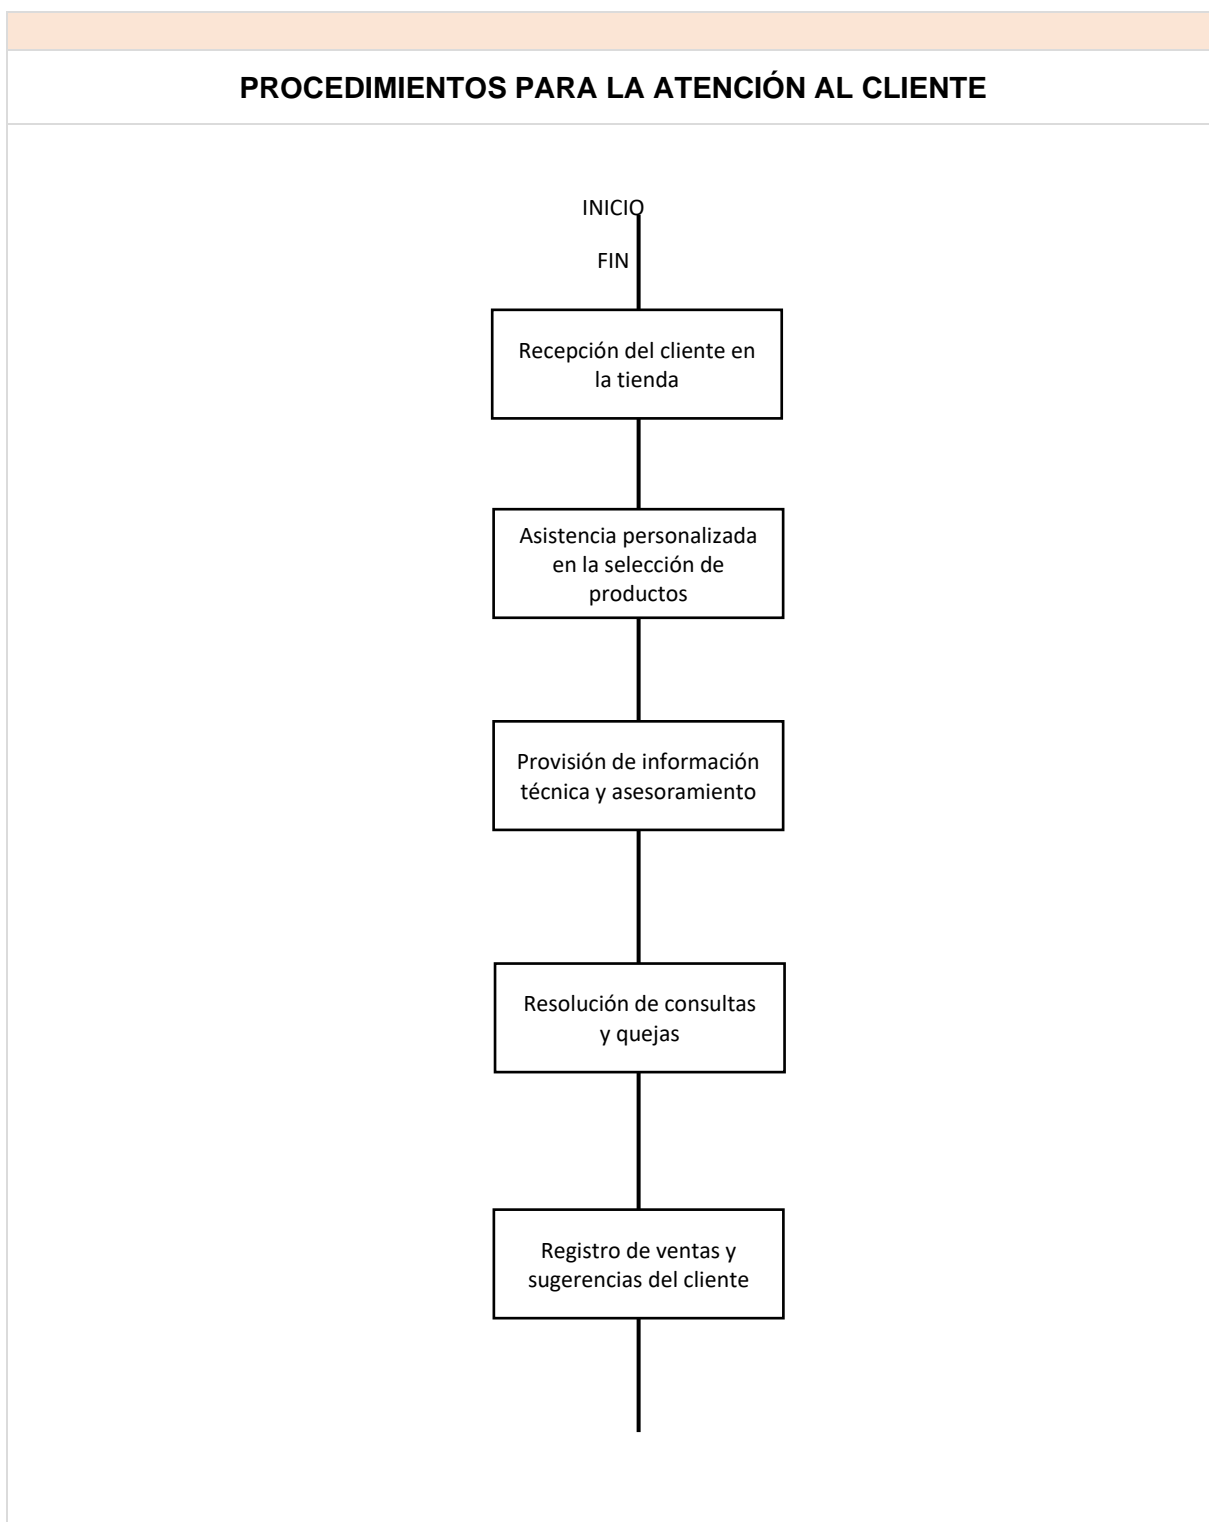 PROCEDIMIENTOS PARA LA ATENCIÓN AL CLIENTE
INICIO
FIN
Recepción del cliente en
la tienda
Asistencia personalizada
en la selección de
productos
Provisión de información
técnica y asesoramiento
Resolución de consultas
y quejas
Registro de ventas y
sugerencias del cliente